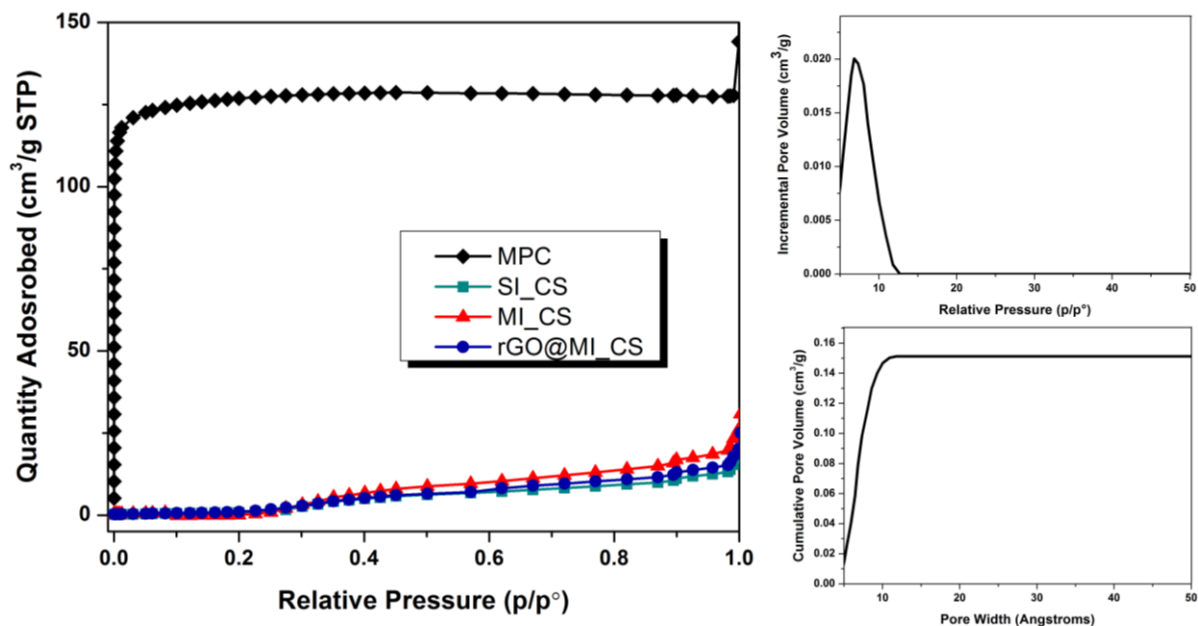 150
100
50
0
Quantity Adosrobed (cm³/g STP)
MPC
SI_CS
MI_CS
rGO@MI_CS
0.0 0.2 0.4 0.6 0.8 1.0
Relative Pressure (p/p°)
0.020
0.015
0.010
0.005
0.000
Incremental Pore Volume (cm³/g)
10 20 30 40 50
Relative Pressure (p/p°)
0.16
0.14
0.12
0.10
0.08
0.06
0.04
0.02
0.00
Cumulative Pore Volume (cm³/g)
10 20 30 40 50
Pore Width (Angstroms)